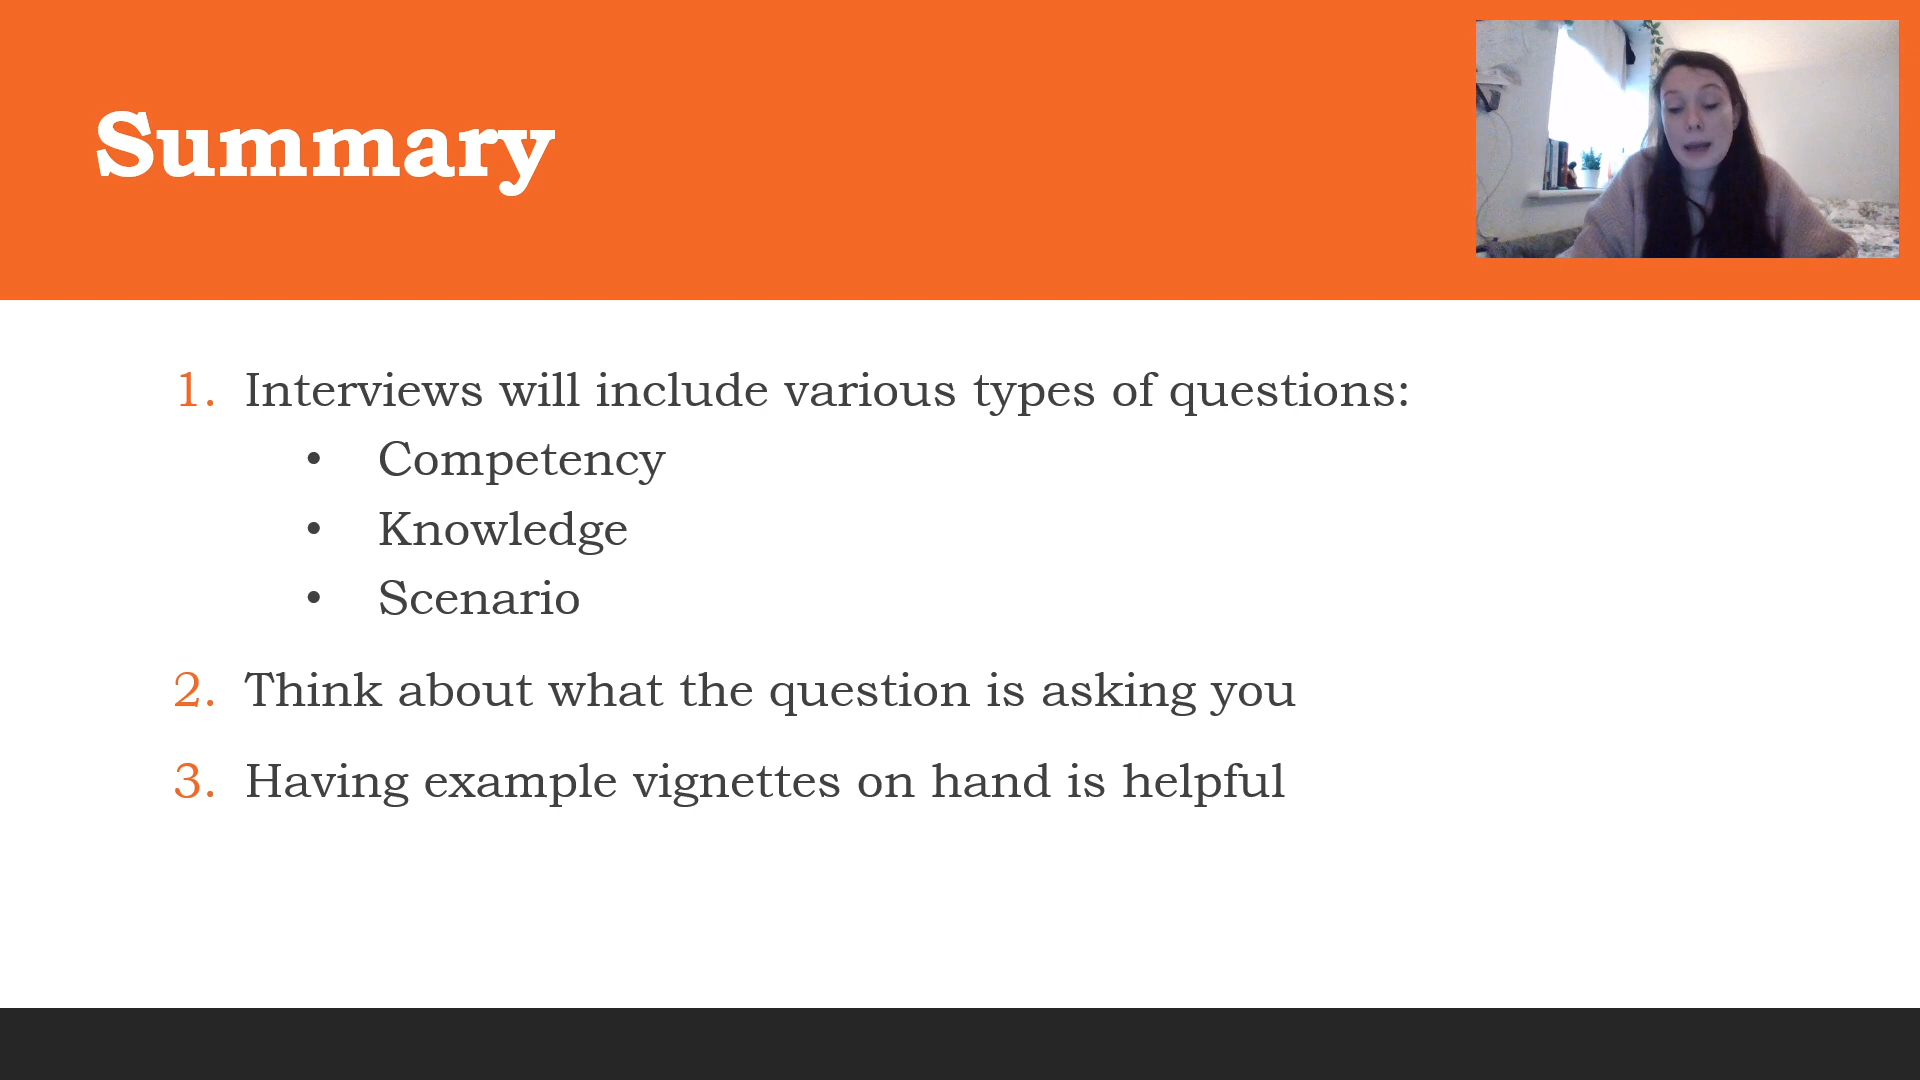 Summary
1. Interviews will include various types of questions:
• Competency
• Knowledge
• Scenario
2. Think about what the question is asking you
3. Having example vignettes on hand is helpful